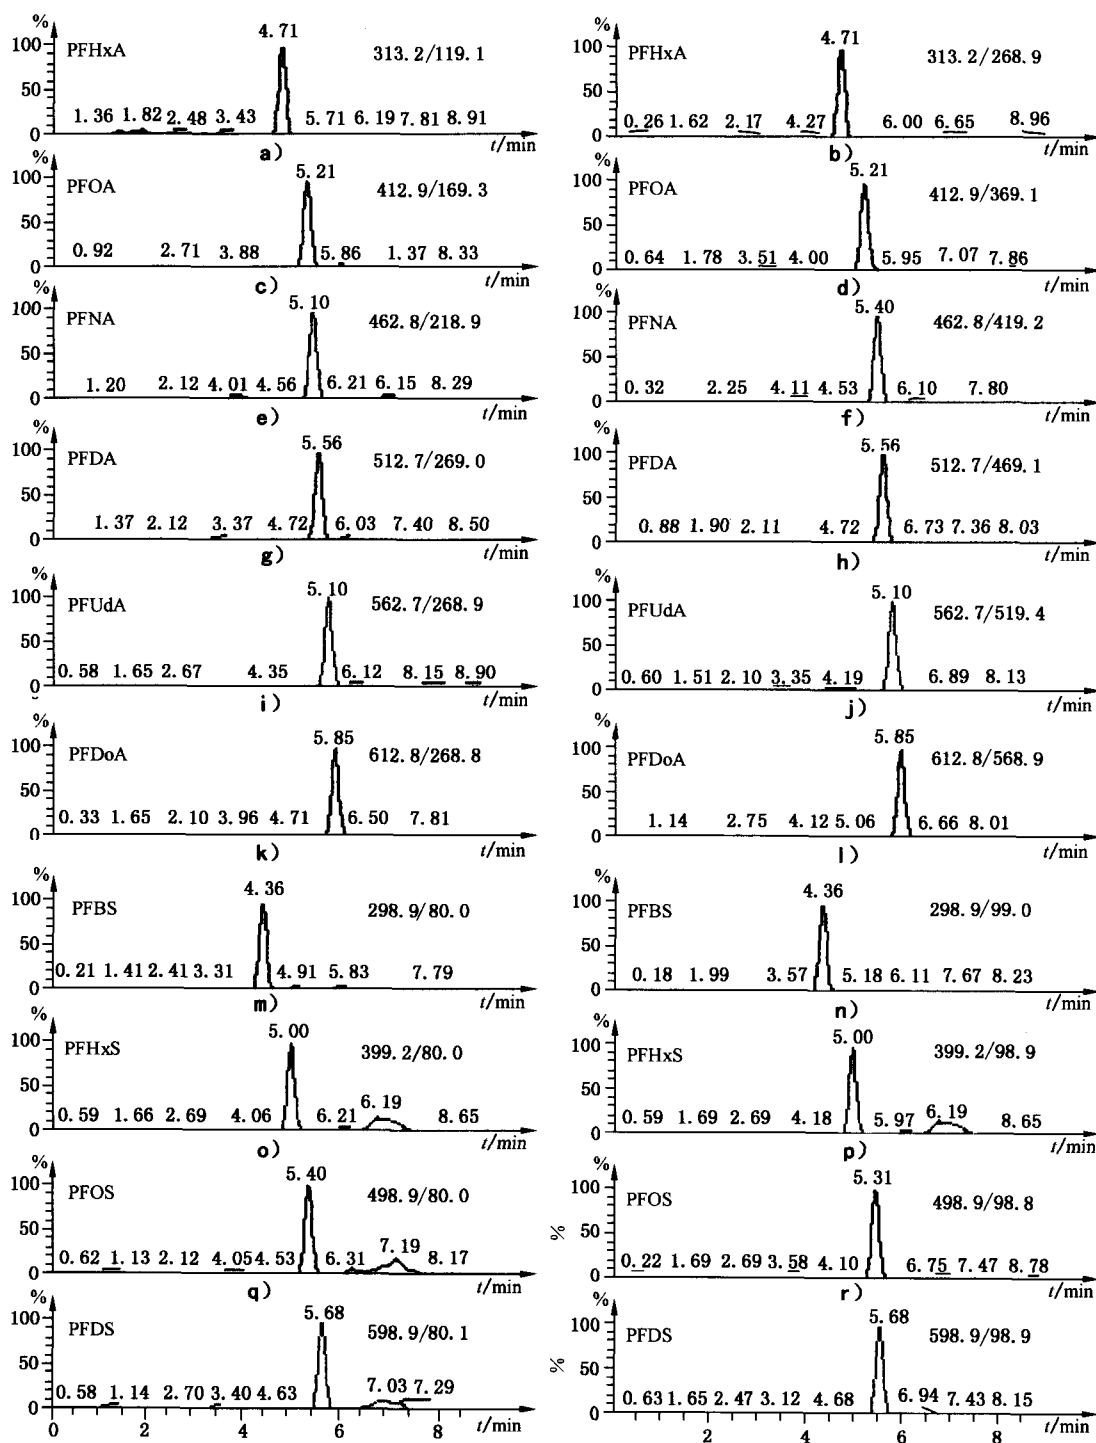 %
4.71
PFHxA
313.2/119.1
100
50
0
1.36 1.82 2.48 3.43 5.71 6.19 7.81 8.91
t/min
a)
%
4.71
PFHxA
313.2/268.9
100
50
0
0.26 1.62 2.17 4.27 6.00 6.65 8.96
t/min
b)
%
5.21
PFOA
412.9/169.3
100
50
0
0.92 2.71 3.88 5.86 1.37 8.33
t/min
c)
%
5.21
PFOA
412.9/369.1
100
50
0
0.64 1.78 3.51 4.00 5.95 7.07 7.86
t/min
d)
%
5.10
PFNA
462.8/218.9
100
50
1.20 2.12 4.01 4.56 6.21 6.15 8.29
t/min
e)
%
5.40
PFNA
462.8/419.2
100
50
0
0.32 2.25 4.11 4.53 6.10 7.80
t/min
f)
%
5.56
PFDA
512.7/269.0
100
50
0
1.37 2.12 3.37 4.72 6.03 7.40 8.50
t/min
g)
%
5.56
PFDA
512.7/469.1
100
50
0
0.88 1.90 2.11 4.72 6.73 7.36 8.03
t/min
h)
%
5.10
PFUdA
562.7/268.9
100
50
0
0.58 1.65 2.67 4.35 6.12 8.15 8.90
t/min
i)
%
5.10
PFUdA
562.7/519.4
100
50
0
0.60 1.51 2.10 3.35 4.19 6.89 8.13
t/min
j)
%
5.85
PFDoA
612.8/268.8
100
50
0
0.33 1.65 2.10 3.96 4.71 6.50 7.81
t/min
k)
%
5.85
PFDoA
612.8/568.9
100
50
0
1.14 2.75 4.12 5.06 6.66 8.01
t/min
l)
%
4.36
PFBS
298.9/80.0
100
50
0
0.21 1.41 2.41 3.31 4.91 5.83 7.79
t/min
m)
%
4.36
PFBS
298.9/99.0
100
50
0
0.18 1.99 3.57 5.18 6.11 7.67 8.23
t/min
n)
%
5.00
PFHxS
399.2/80.0
100
50
0
0.59 1.66 2.69 4.06 6.21 6.19 8.65
t/min
o)
%
5.00
PFHxS
399.2/98.9
100
50
0
0.59 1.69 2.69 4.18 5.97 6.19 8.65
t/min
p)
%
5.40
PFOS
498.9/80.0
100
50
0
0.62 1.13 2.12 4.05 4.53 6.31 7.19 8.17
t/min
q)
5.31
PFOS
498.9/98.8
100
%
50
0
0.22 1.69 2.69 3.58 4.10 6.75 7.47 8.78
t/min
r)
%
5.68
PFDS
598.9/80.1
100
50
0
0.58 1.14 2.70 3.40 4.63 7.03 7.29
0 2 4 6 8
t/min
5.68
PFDS
598.9/98.9
100
%
50
0
0.63 1.65 2.47 3.12 4.68 6.94 7.43 8.15
2 4 6 8
t/min